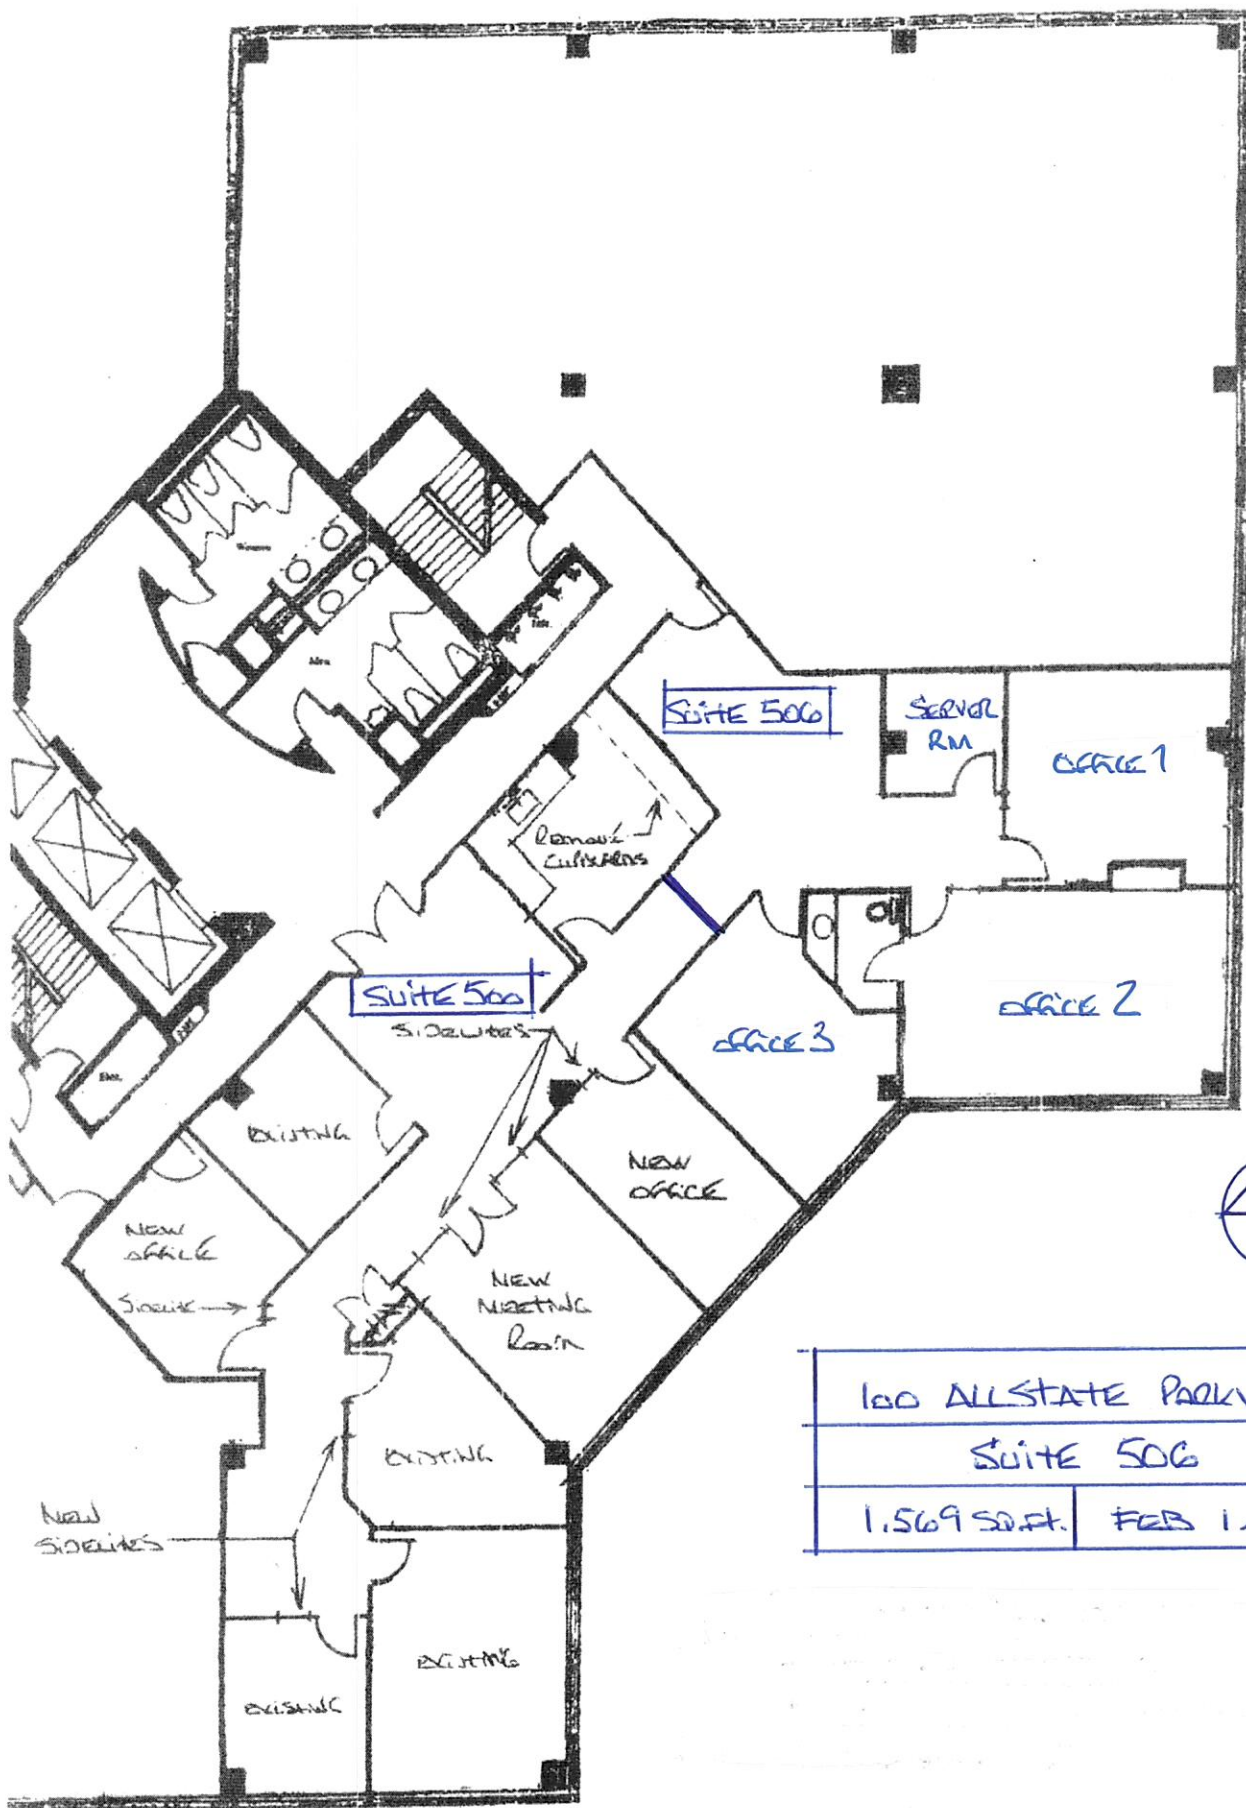 SUITE 506
SERVER
RM
OFFICE 1
REMOVE
CUPBOARDS
OFFICE 2
SUITE 500
SIDELITES
OFFICE 3
EXISTING
NEW
OFFICE
NEW
OFFICE
SIDELITE
NEW
MEETING
ROOM
100 ALLSTATE PARKW
SUITE 506
1,569 SQ.FT. FEB 1,
EXISTING
NEW
SIDELITES
EXISTING
EXISTING